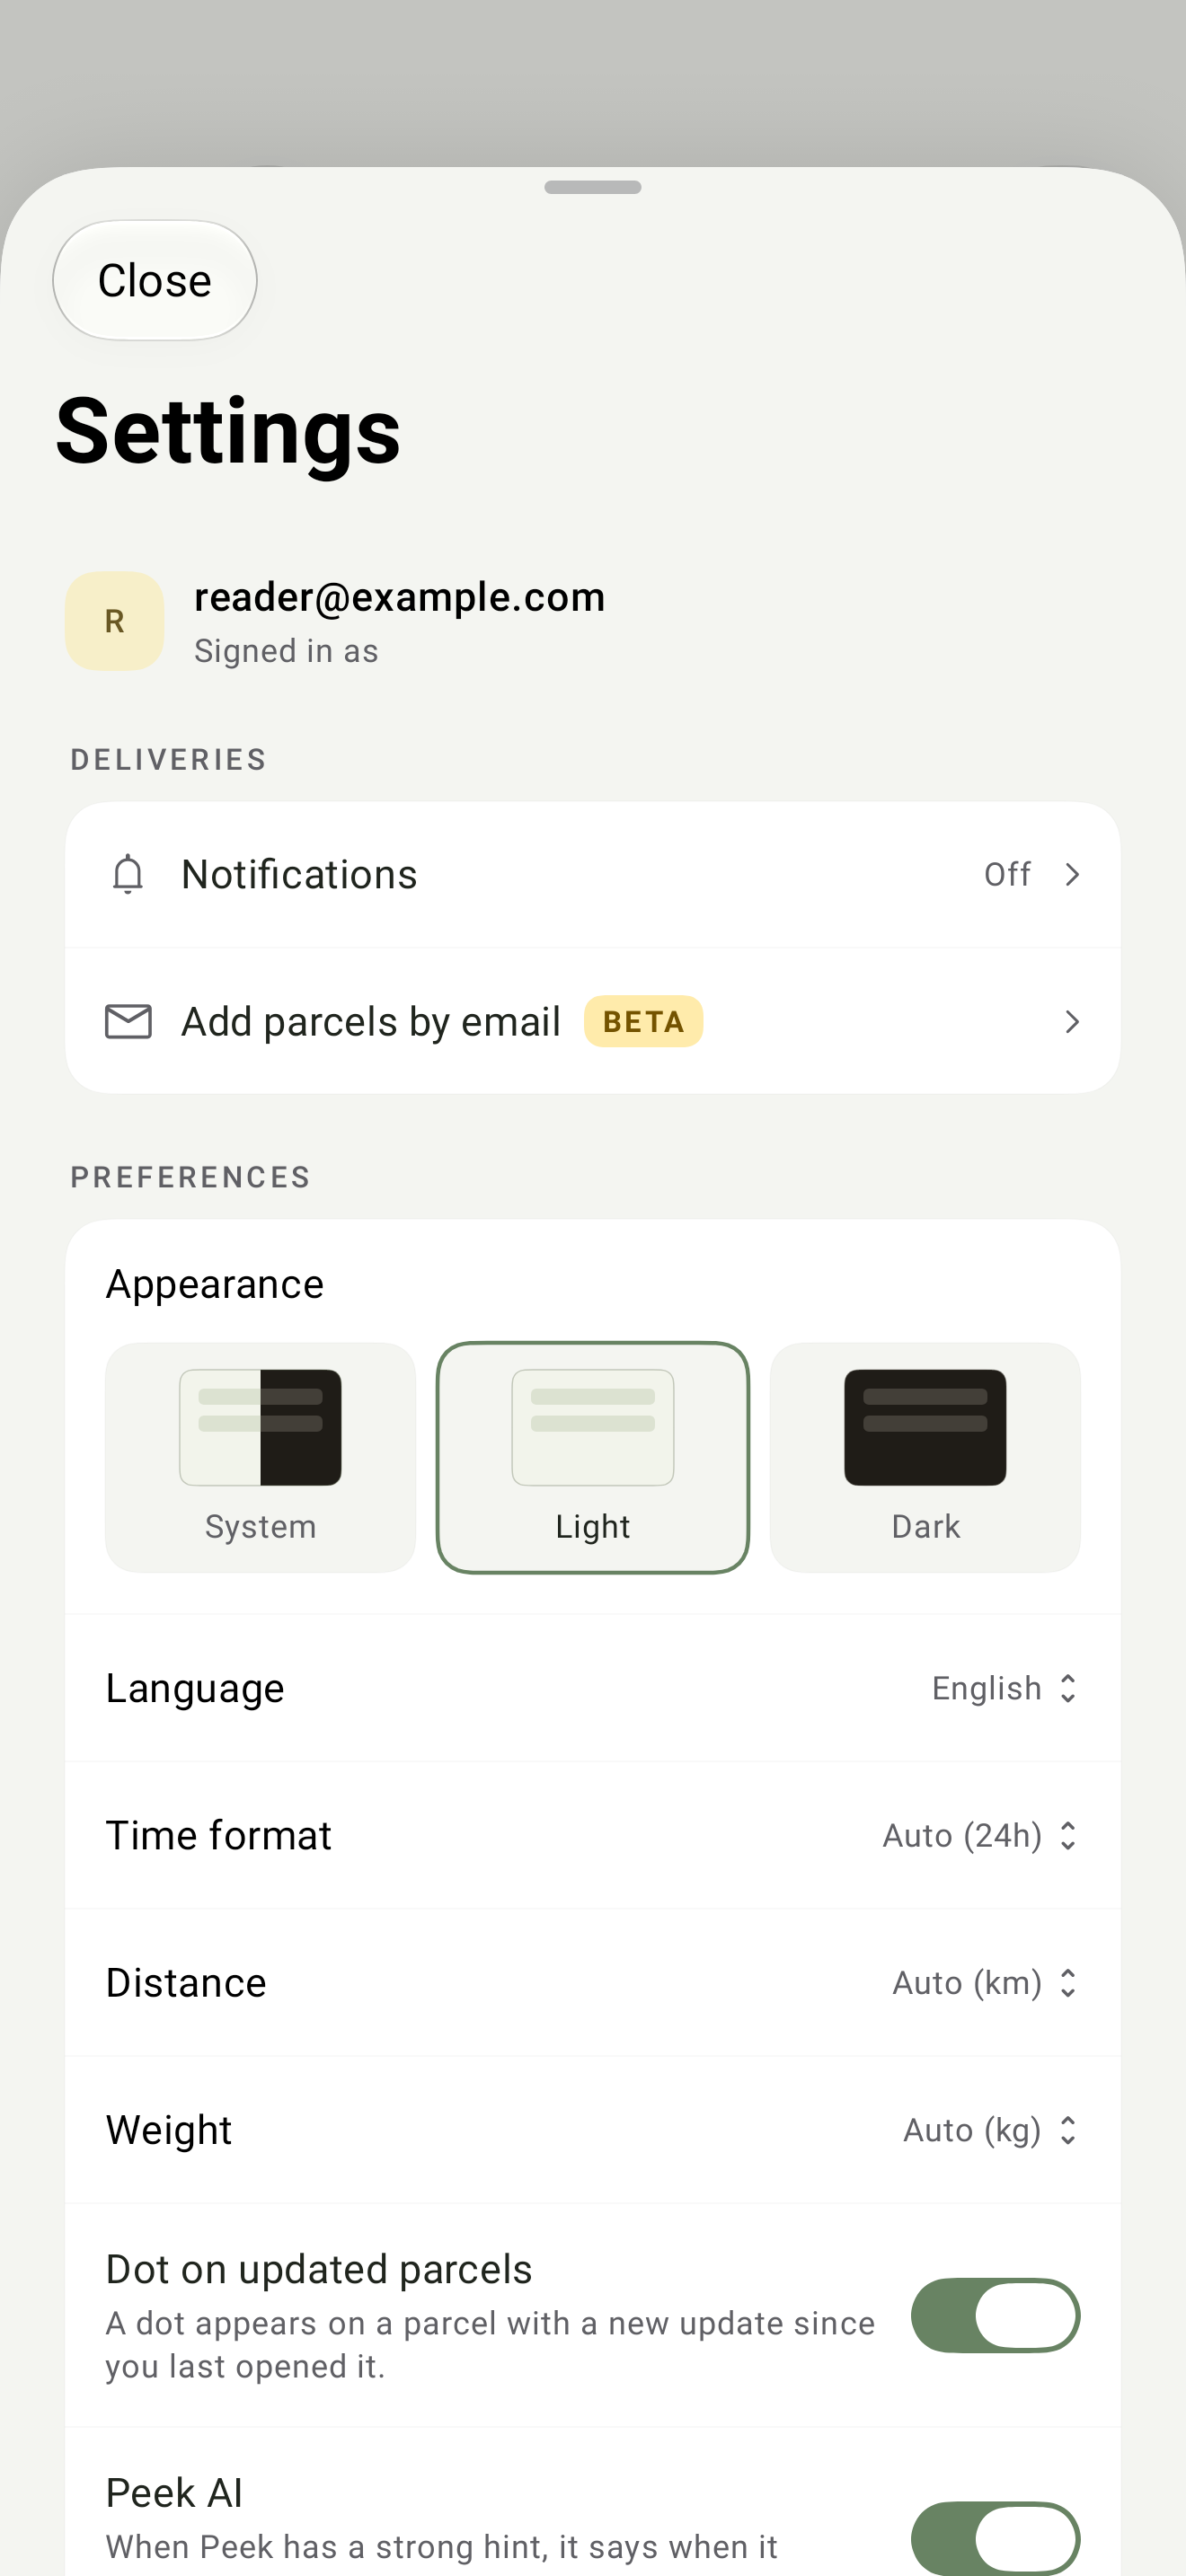 Close
Settings
R
reader@example.com
Signed in as
DELIVERIES
Notifications
Off
Add parcels by email
BETA
PREFERENCES
Appearance
System
Light
Dark
Language
English
Time format
Auto (24h)
Distance
Auto (km)
Weight
Auto (kg)
Dot on updated parcels
A dot appears on a parcel with a new update since
you last opened it.
Peek AI
When Peek has a strong hint, it says when it